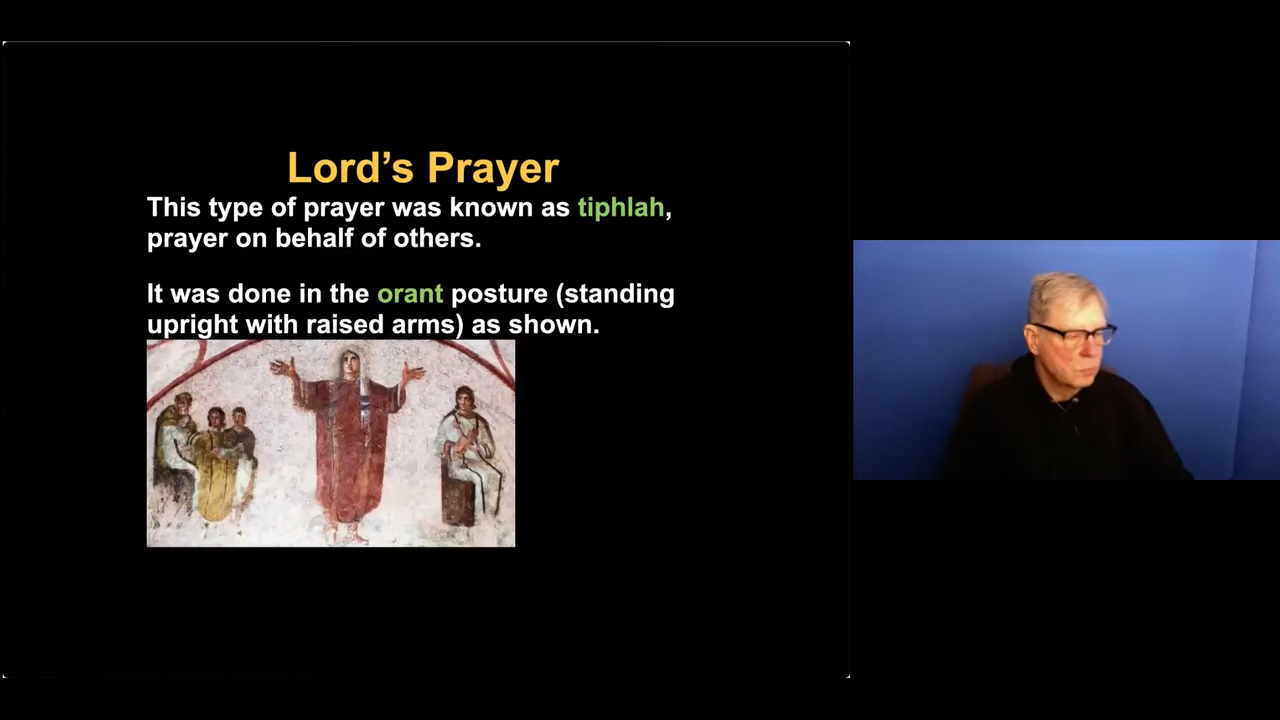 Lord’s Prayer
This type of prayer was known as tiphlah,
prayer on behalf of others.
It was done in the orant posture (standing
upright with raised arms) as shown.